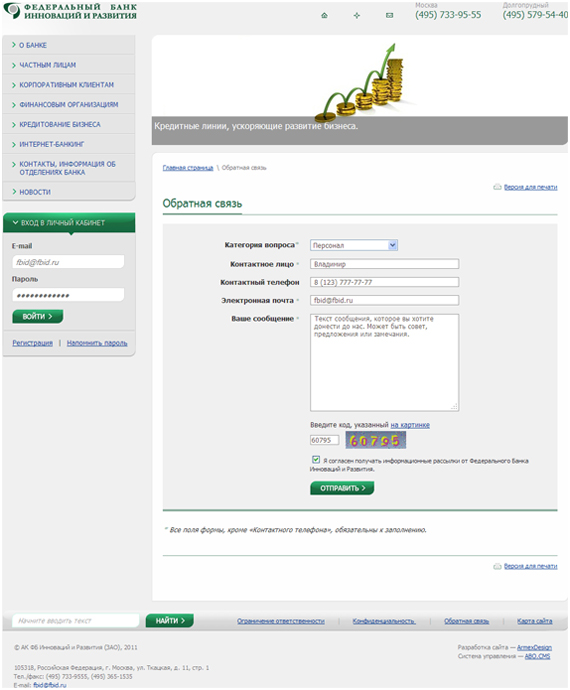 ФЕДЕРАЛЬНЫЙ БАНК
ИННОВАЦИЙ И РАЗВИТИЯ
Москва
(495) 733-95-55
Долгопрудный
(495) 579-54-40
О БАНКЕ
ЧАСТНЫМ ЛИЦАМ
КОРПОРАТИВНЫМ КЛИЕНТАМ
ФИНАНСОВЫМ ОРГАНИЗАЦИЯМ
КРЕДИТОВАНИЕ БИЗНЕСА
ИНТЕРНЕТ-БАНКИНГ
КОНТАКТЫ, ИНФОРМАЦИЯ ОБ
ОТДЕЛЕНИЯХ БАНКА
НОВОСТИ
ВХОД В ЛИЧНЫЙ КАБИНЕТ
E-mail
fbid@fbid.ru
Пароль
************
ВОЙТИ
Регистрация | Напомнить пароль
Кредитные линии, ускоряющие развитие бизнеса.
Главная страница \ Обратная связь
Версия для печати
Обратная связь
Категория вопроса* Персонал
Контактное лицо * Владимир
Контактный телефон 8 (123) 777-77-77
Электронная почта * fbid@fbid.ru
Ваше сообщение * Текст сообщения, которое вы хотите
донести до нас. Может быть совет,
предложения или замечания.
Введите код, указанный на картинке
60795 60795
Я согласен получать информационные рассылки от Федерального Банка
Инноваций и Развития.
ОТПРАВИТЬ
* Все поля формы, кроме «Контактного телефона», обязательны к заполнению.
Версия для печати
Начните вводить текст
НАЙТИ
Ограничение ответственности | Конфиденциальность | Обратная связь | Карта сайта
© АК ФБ Инноваций и Развития (ЗАО), 2011
Разработка сайта — ArmexDesign
Система управления — ABO.CMS
105318, Российская Федерация, г. Москва, ул. Ткацкая, д. 11, стр. 1
Тел./факс: (495) 733-9555, (495) 365-1535
E-mail: fbid@fbid.ru